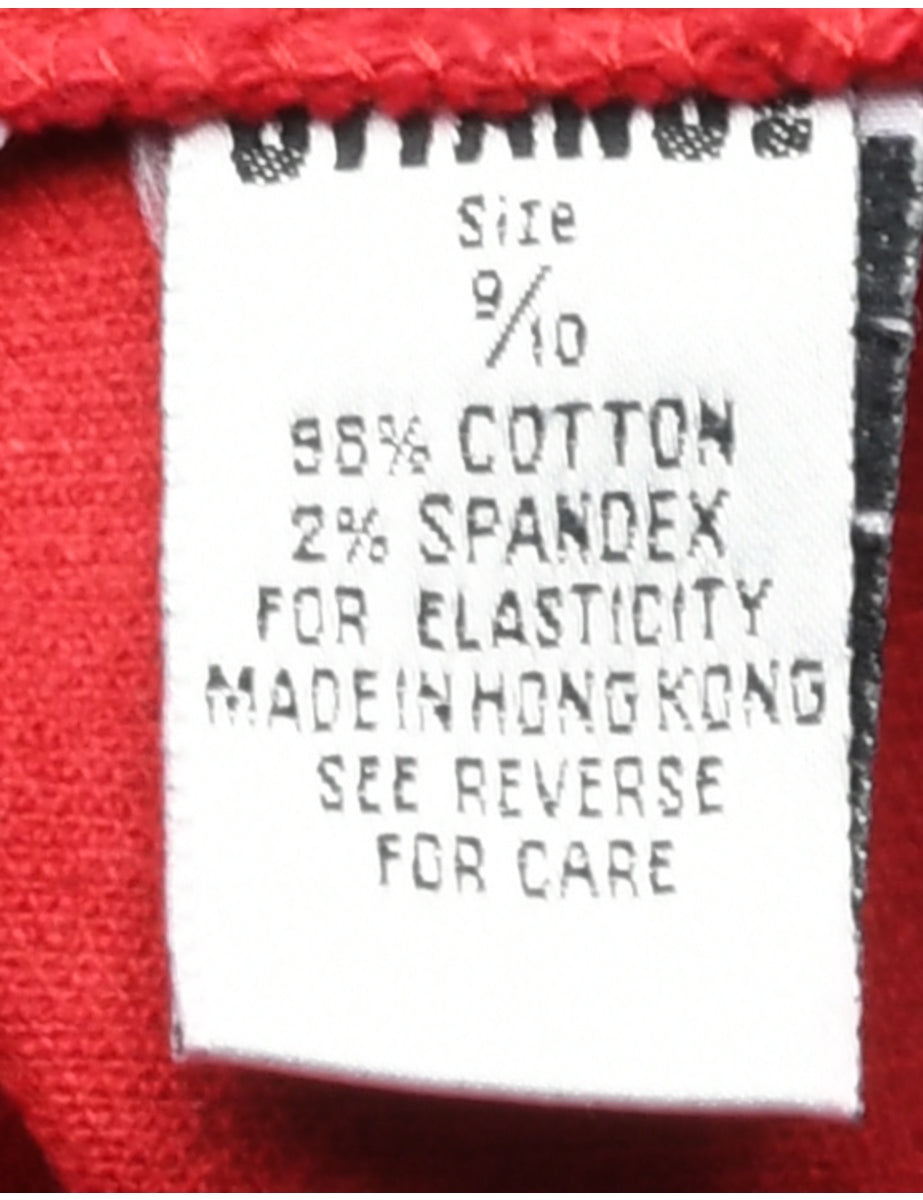 Size
9/10
98% COTTON
2% SPANDEX
FOR ELASTICITY
MADE IN HONG KONG
SEE REVERSE
FOR CARE